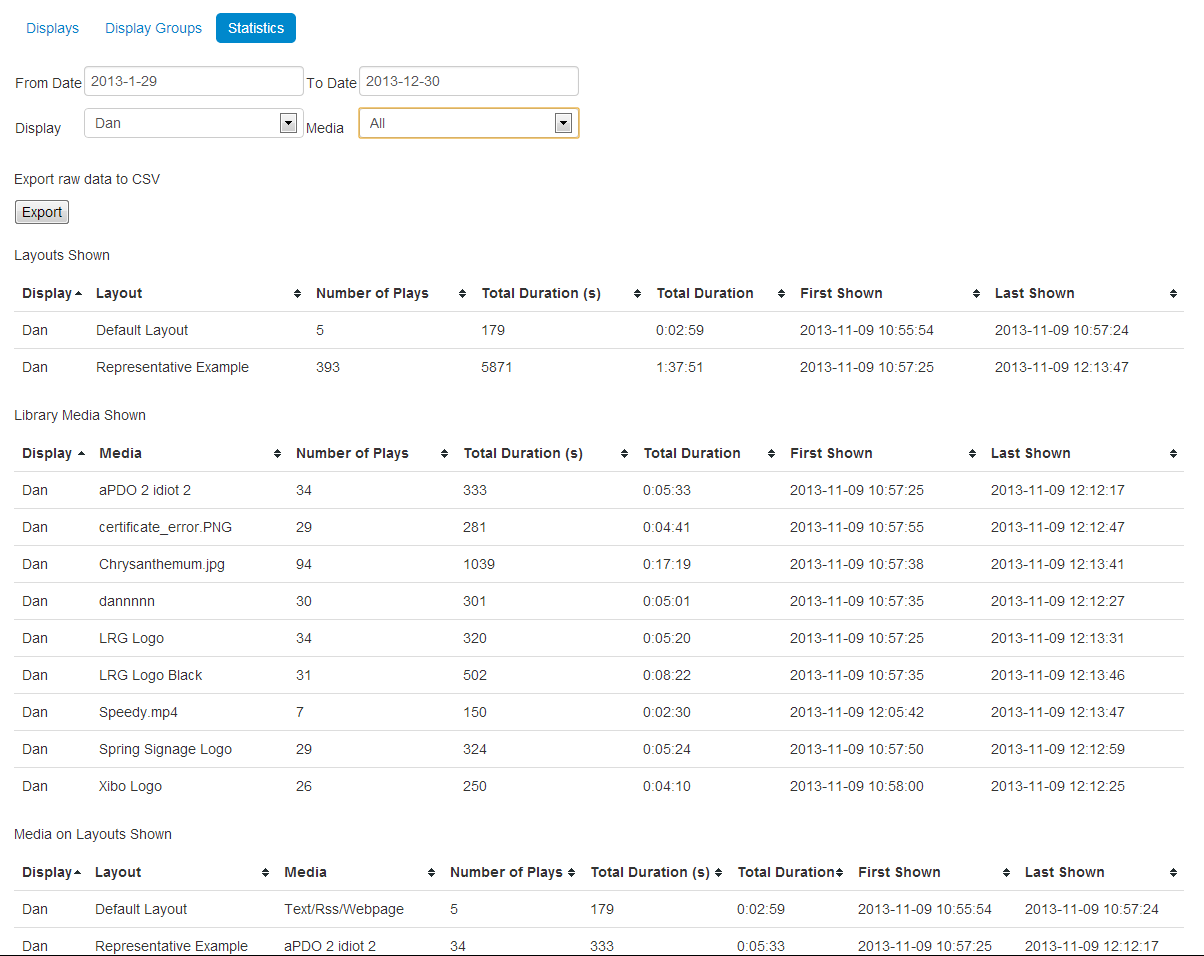 Displays Display Groups Statistics
From Date 2013-1-29 To Date 2013-12-30
Display Dan Media All
Export raw data to CSV
Export
Layouts Shown
Display Layout Number of Plays Total Duration (s) Total Duration First Shown Last Shown
Dan Default Layout 5 179 0:02:59 2013-11-09 10:55:54 2013-11-09 10:57:24
Dan Representative Example 393 5871 1:37:51 2013-11-09 10:57:25 2013-11-09 12:13:47
Library Media Shown
Display Media Number of Plays Total Duration (s) Total Duration First Shown Last Shown
Dan aPDO 2 idiot 2 34 333 0:05:33 2013-11-09 10:57:25 2013-11-09 12:12:17
Dan certificate_error.PNG 29 281 0:04:41 2013-11-09 10:57:55 2013-11-09 12:12:47
Dan Chrysanthemum.jpg 94 1039 0:17:19 2013-11-09 10:57:38 2013-11-09 12:13:41
Dan dannnnn 30 301 0:05:01 2013-11-09 10:57:35 2013-11-09 12:12:27
Dan LRG Logo 34 320 0:05:20 2013-11-09 10:57:25 2013-11-09 12:13:31
Dan LRG Logo Black 31 502 0:08:22 2013-11-09 10:57:35 2013-11-09 12:13:46
Dan Speedy.mp4 7 150 0:02:30 2013-11-09 12:05:42 2013-11-09 12:13:47
Dan Spring Signage Logo 29 324 0:05:24 2013-11-09 10:57:50 2013-11-09 12:12:59
Dan Xibo Logo 26 250 0:04:10 2013-11-09 10:58:00 2013-11-09 12:12:25
Media on Layouts Shown
Display Layout Media Number of Plays Total Duration (s) Total Duration First Shown Last Shown
Dan Default Layout Text/Rss/Webpage 5 179 0:02:59 2013-11-09 10:55:54 2013-11-09 10:57:24
Dan Representative Example aPDO 2 idiot 2 34 333 0:05:33 2013-11-09 10:57:25 2013-11-09 12:12:17